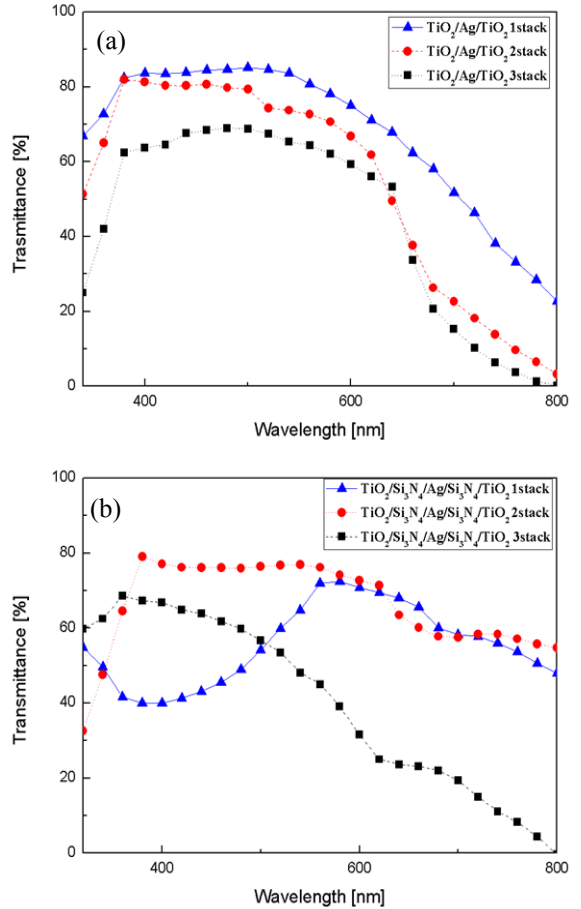 (a)
TiO2/Ag/TiO2 1stack
TiO2/Ag/TiO2 2stack
TiO2/Ag/TiO2 3stack
100
80
60
40
20
0
Trasmittance [%]
400
600
800
Wavelength [nm]
(b)
TiO2/Si3N4/Ag/Si3N4/TiO2 1stack
TiO2/Si3N4/Ag/Si3N4/TiO2 2stack
TiO2/Si3N4/Ag/Si3N4/TiO2 3stack
100
80
60
40
20
0
Transmittance [%]
400
600
800
Wavelength [nm]